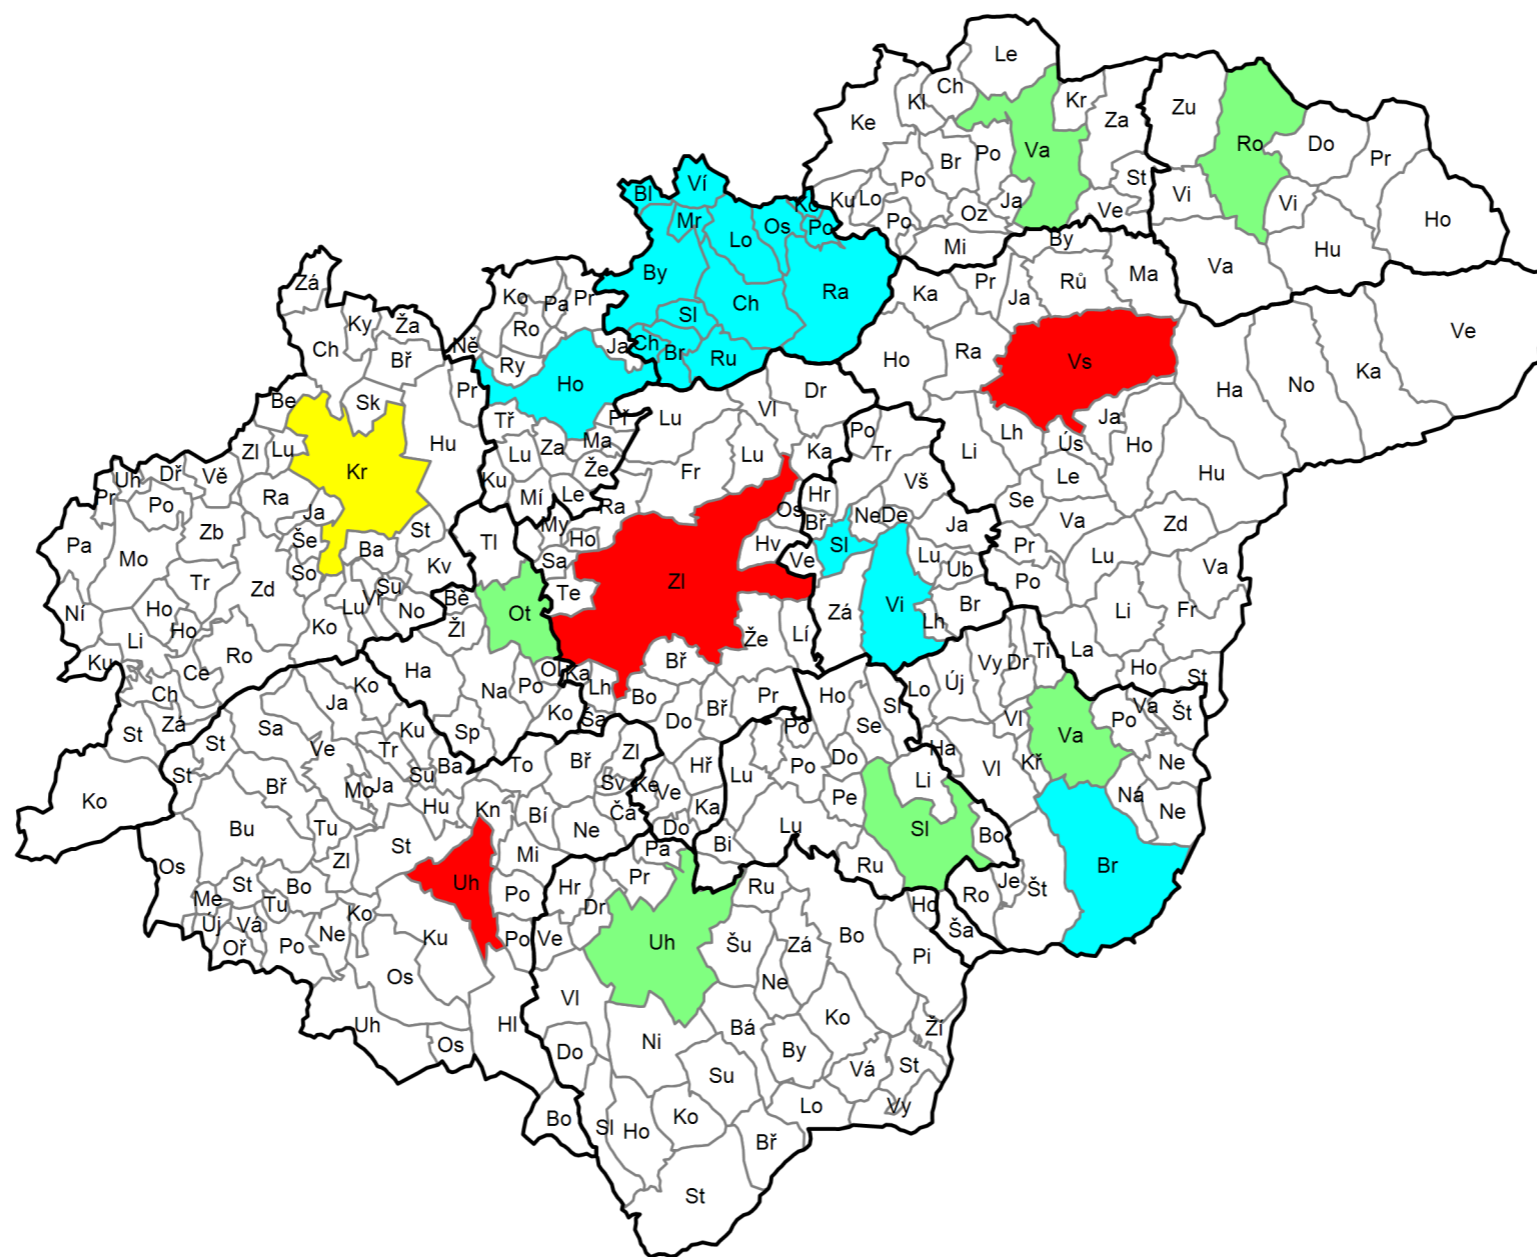 Le
Ch
Kl
Kr
Za
Zu
Ke
Va
Ro
Do
Pr
Br
Po
Po
St
Ku
Lo
Ja
Ve
Vi
Vi
Ho
Oz
Po
Mi
By
Hu
Va
Bl
Ví
Mr
Lo
Os
Ko
Po
By
Ra
Ch
Sl
Ch
Br
Ru
Ka
Pr
Ja
Rů
Ma
Ho
Ra
Vs
Ha
No
Ka
Ve
Zá
Ky
Ža
Ch
Bř
Ko
Pa
Pr
Ro
Ně
Ry
Ja
Ho
Pr
Be
Sk
Hu
Tř
Př
Lu
Vl
Dr
Zl
Lu
Kr
Lu
Za
Ma
Fr
Lu
Ka
Po
Tr
Li
Lh
Ús
Ja
Ho
Hu
Uh
Dř
Vě
Pr
Po
Ra
Ja
Ku
Mí
Že
Le
Ra
Os
Hr
Vš
Se
Le
Pa
Mo
Zb
Še
Ba
St
Tl
My
Ho
Hv
Bř
Ne
De
Ja
Va
Zd
Tr
Zd
So
Su
Kv
Sa
Te
Zl
Ve
Sl
Lu
Ub
Pr
Lu
Va
Ní
Ho
Ho
Li
Ku
Lu
Vr
No
Bě
Žl
Ot
Že
Lí
Zá
Vi
Lh
Br
Po
Li
Fr
Ch
Ce
Ro
Ko
Ha
Na
Ol
Po
Ka
Lh
Bř
Bo
Pr
Ho
Sl
Lo
Új
Vy
Dr
Ti
La
Ho
St
Zá
St
Ko
Ja
Sa
Ku
Sp
Ko
Sa
Do
Bř
Se
Po
Do
Vl
Va
Po
Va
Št
St
St
Ve
Tr
Su
Ba
To
Bř
Zl
Ke
Hř
Lu
Po
Ha
Vl
Kř
Ne
Ko
Bř
Mo
Ja
Hu
Kn
Bí
Sv
Ča
Ve
Ka
Pe
Li
Ná
Ne
Bu
Tu
Zl
St
Ne
Do
Lu
Sl
Bo
Br
Os
St
Bo
Uh
Mi
Pa
Bi
Ru
Me
Új
Vá
Tu
Ko
Po
Hr
Pr
Ru
Je
Ro
Št
Oř
Po
Ne
Ku
Po
Ve
Dr
Uh
Šu
Zá
Bo
Ho
Ša
Os
Vl
Ne
Pi
Uh
Os
Hl
Do
Ni
Bá
Ko
Ží
By
Vá
St
Su
Bo
Sl
Ho
Ko
Lo
Vy
Bř
St